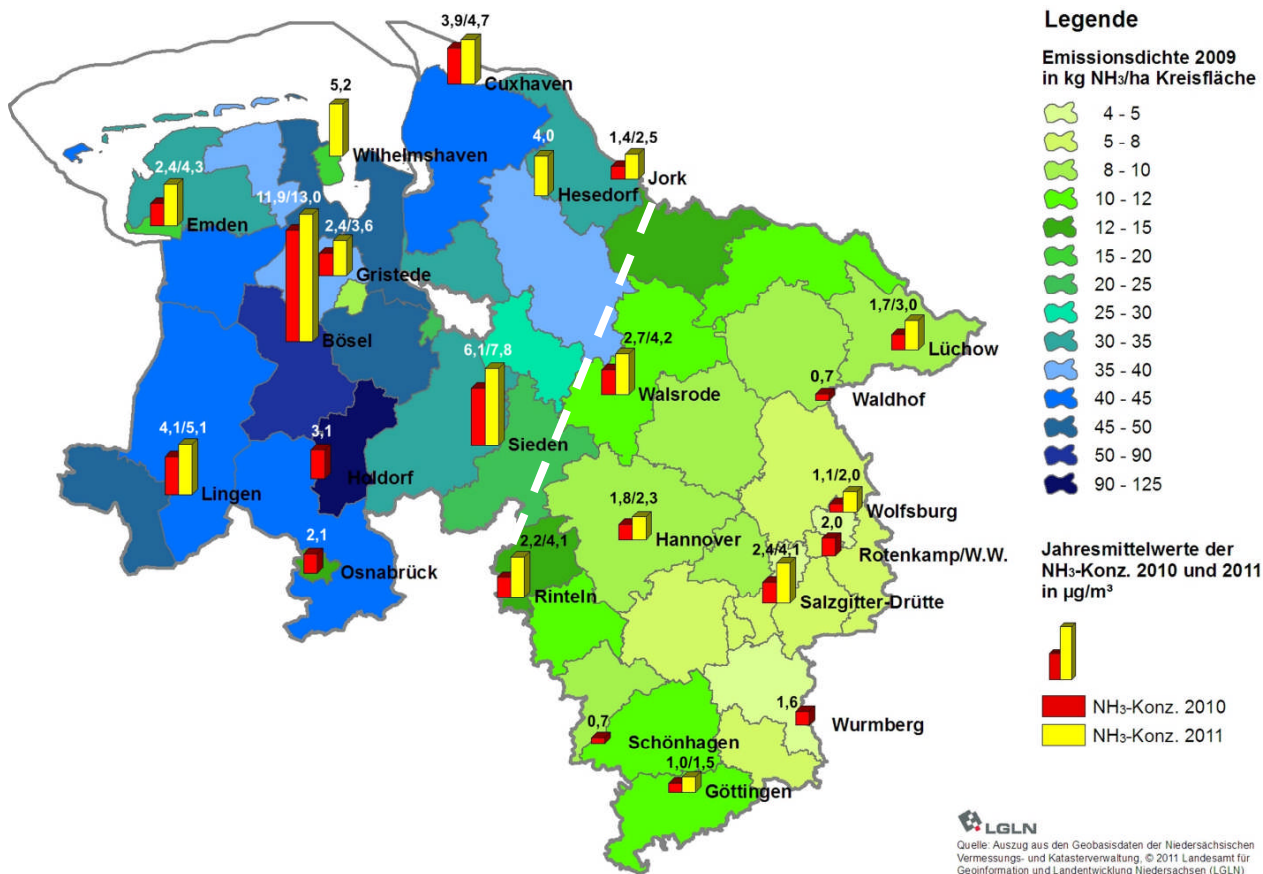 3,9/4,7
Cuxhaven
5,2
Wilhelmshaven
4,0
Hesedorf
1,4/2,5
Jork
2,4/4,3
Emden
11,9/13,0
Bösel
2,4/3,6
Gristede
1,7/3,0
Lüchow
6,1/7,8
Sieden
2,7/4,2
Walsrode
0,7
Waldhof
4,1/5,1
Lingen
3,1
Holdorf
1,8/2,3
Hannover
1,1/2,0
Wolfsburg
2,0
Rotenkamp/W.W.
2,1
Osnabrück
2,2/4,1
Rinteln
2,4/4,1
Salzgitter-Drütte
0,7
Schönhagen
1,6
Wurmberg
1,0/1,5
Göttingen
Legende
Emissionsdichte 2009
in kg NH₃/ha Kreisfläche
4 - 5
5 - 8
8 - 10
10 - 12
12 - 15
15 - 20
20 - 25
25 - 30
30 - 35
35 - 40
40 - 45
45 - 50
50 - 90
90 - 125
Jahresmittelwerte der
NH₃-Konz. 2010 und 2011
in µg/m³
NH₃-Konz. 2010
NH₃-Konz. 2011
LGLN
Quelle: Auszug aus den Geobasisdaten der Niedersächsischen
Vermessungs- und Katasterverwaltung, © 2011 Landesamt für
Geoinformation und Landentwicklung Niedersachsen (LGLN)